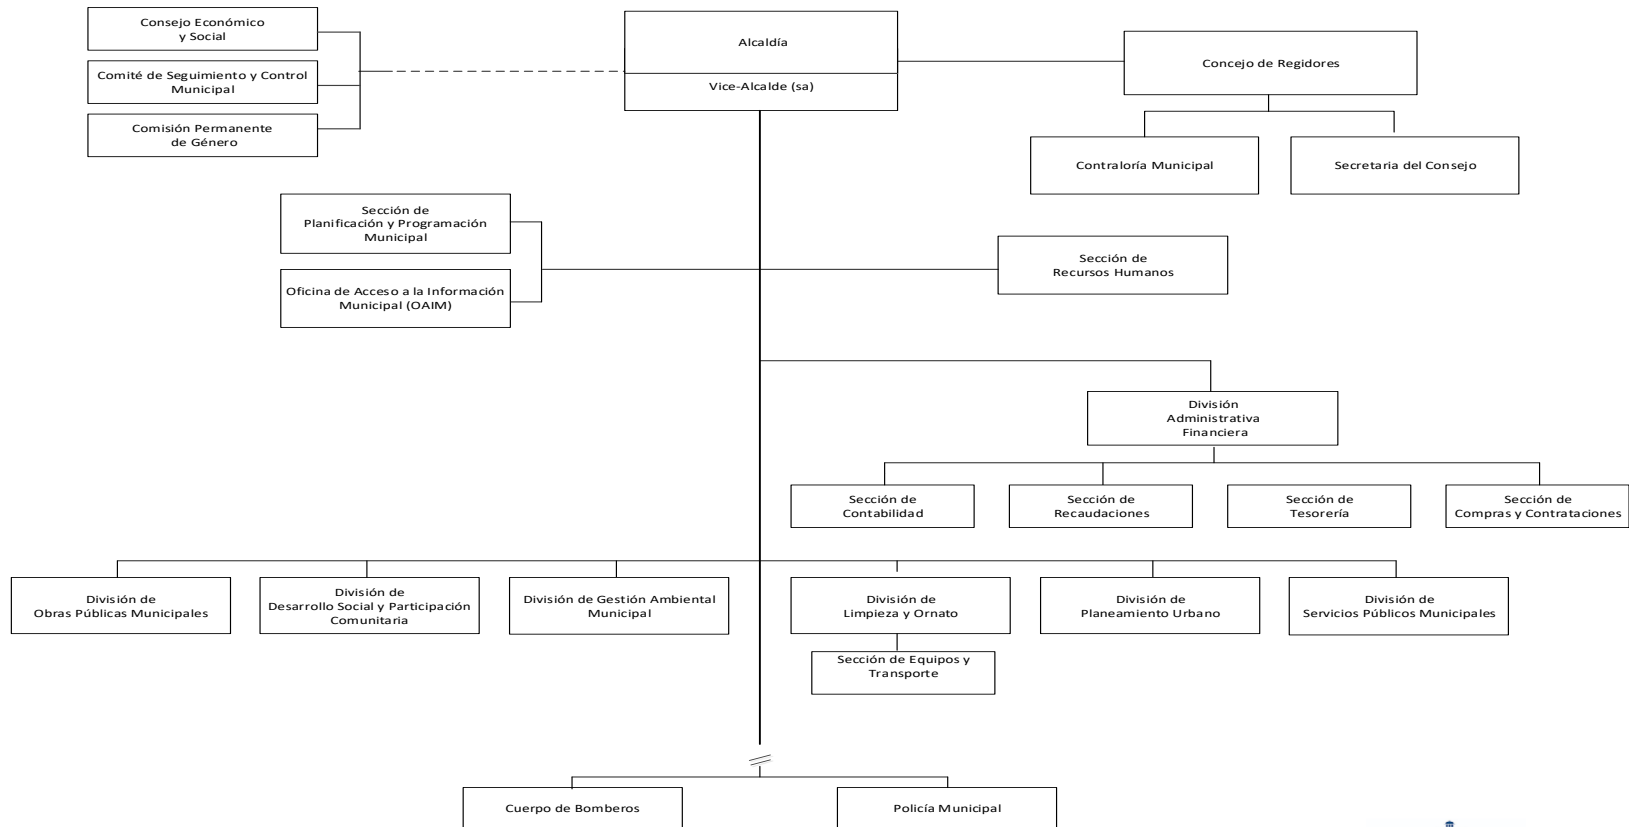 Consejo Económico
y Social
Comité de Seguimiento y Control
Municipal
Comisión Permanente
de Género
Alcaldía
Vice-Alcalde (sa)
Concejo de Regidores
Contraloría Municipal
Secretaria del Consejo
Sección de
Planificación y Programación
Municipal
Oficina de Acceso a la Información
Municipal (OAIM)
Sección de
Recursos Humanos
División
Administrativa
Financiera
Sección de
Contabilidad
Sección de
Recaudaciones
Sección de
Tesorería
Sección de
Compras y Contrataciones
División de
Obras Públicas Municipales
División de
Desarrollo Social y Participación
Comunitaria
División de Gestión Ambiental
Municipal
División de
Limpieza y Ornato
División de
Planeamiento Urbano
División de
Servicios Públicos Municipales
Sección de Equipos y
Transporte
Cuerpo de Bomberos
Policía Municipal